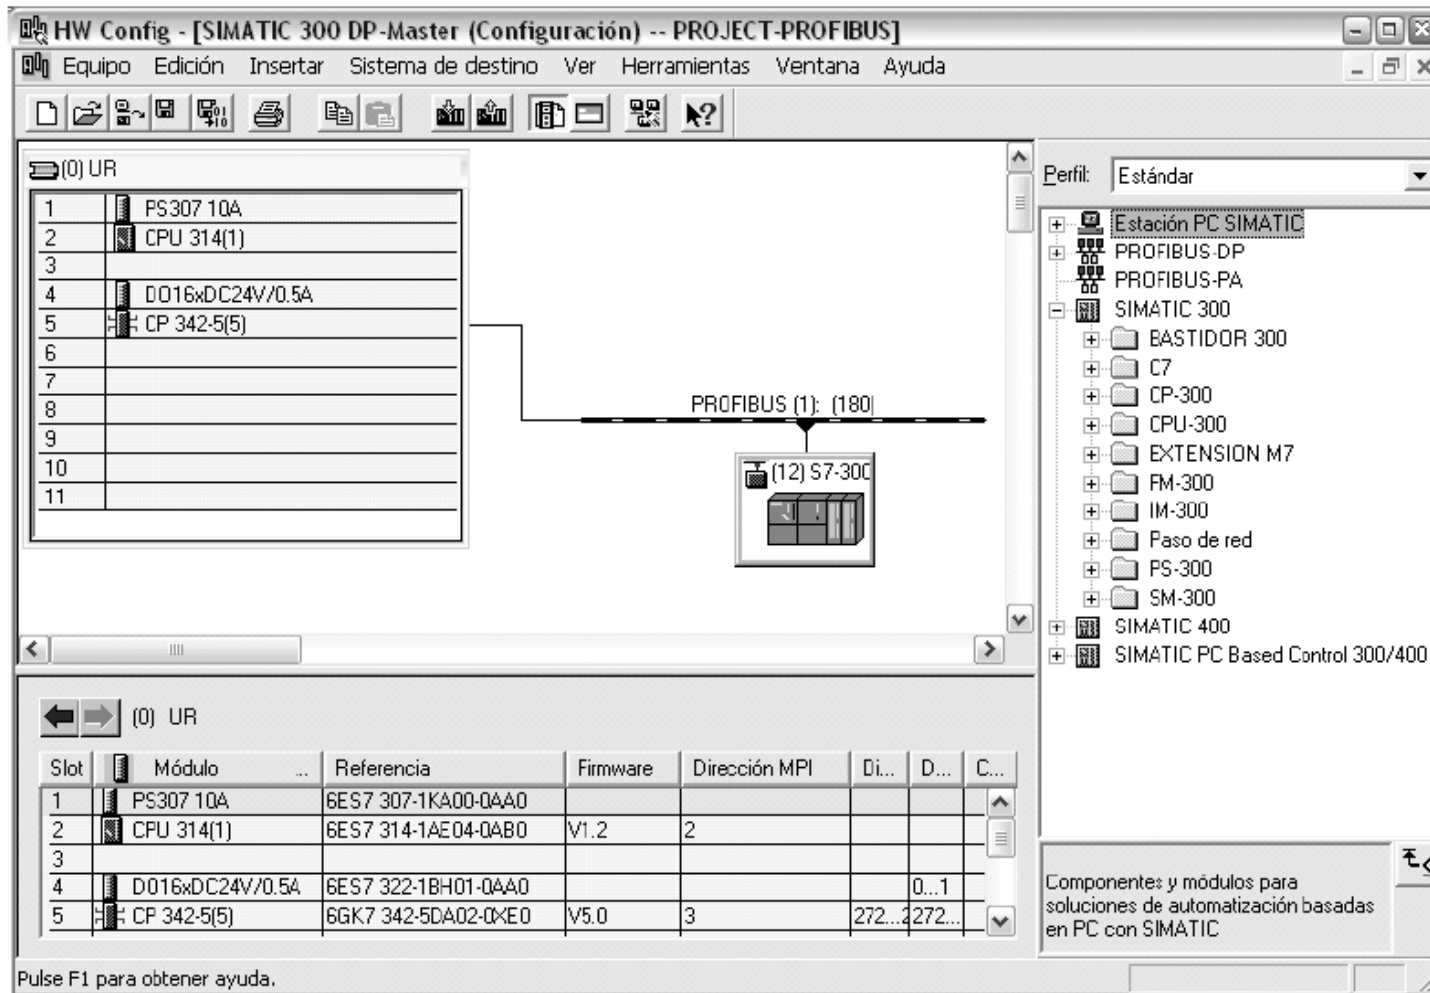 HW Config - [SIMATIC 300 DP-Master (Configuración) -- PROJECT-PROFIBUS]
Equipo Edición Insertar Sistema de destino Ver Herramientas Ventana Ayuda
(0) UR
1 PS307 10A
2 CPU 314(1)
3
4 DO16xDC24V/0.5A
5 CP 342-5(5)
6
7
8
9
10
11
PROFIBUS (1): (180)
(12) S7-300
Perfil: Estándar
Estación PC SIMATIC
PROFIBUS-DP
PROFIBUS-PA
SIMATIC 300
BASTIDOR 300
C7
CP-300
CPU-300
EXTENSION M7
FM-300
IM-300
Paso de red
PS-300
SM-300
SIMATIC 400
SIMATIC PC Based Control 300/400
(0) UR
Slot Módulo ... Referencia Firmware Dirección MPI Di... D... C...
1 PS307 10A 6ES7 307-1KA00-0AA0
2 CPU 314(1) 6ES7 314-1AE04-0AB0 V1.2 2
3
4 DO16xDC24V/0.5A 6ES7 322-1BH01-0AA0 0...1
5 CP 342-5(5) 6GK7 342-5DA02-0XE0 V5.0 3 272...2 272...
Componentes y módulos para
soluciones de automatización basadas
en PC con SIMATIC
Pulse F1 para obtener ayuda.